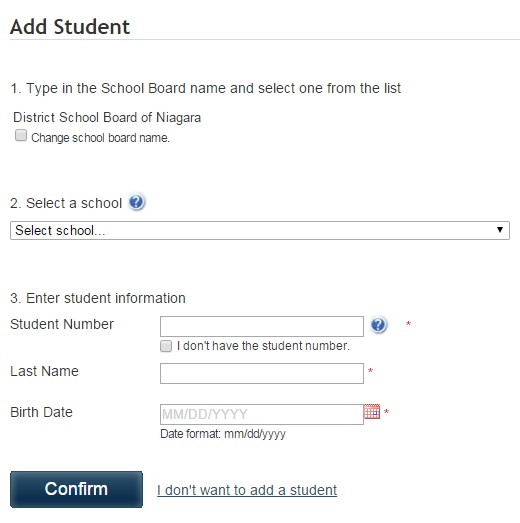 Add Student
1. Type in the School Board name and select one from the list
District School Board of Niagara
Change school board name.
2. Select a school ?
Select school...
3. Enter student information
Student Number ? *
I don't have the student number.
Last Name *
Birth Date MM/DD/YYYY *
Date format: mm/dd/yyyy
Confirm I don't want to add a student